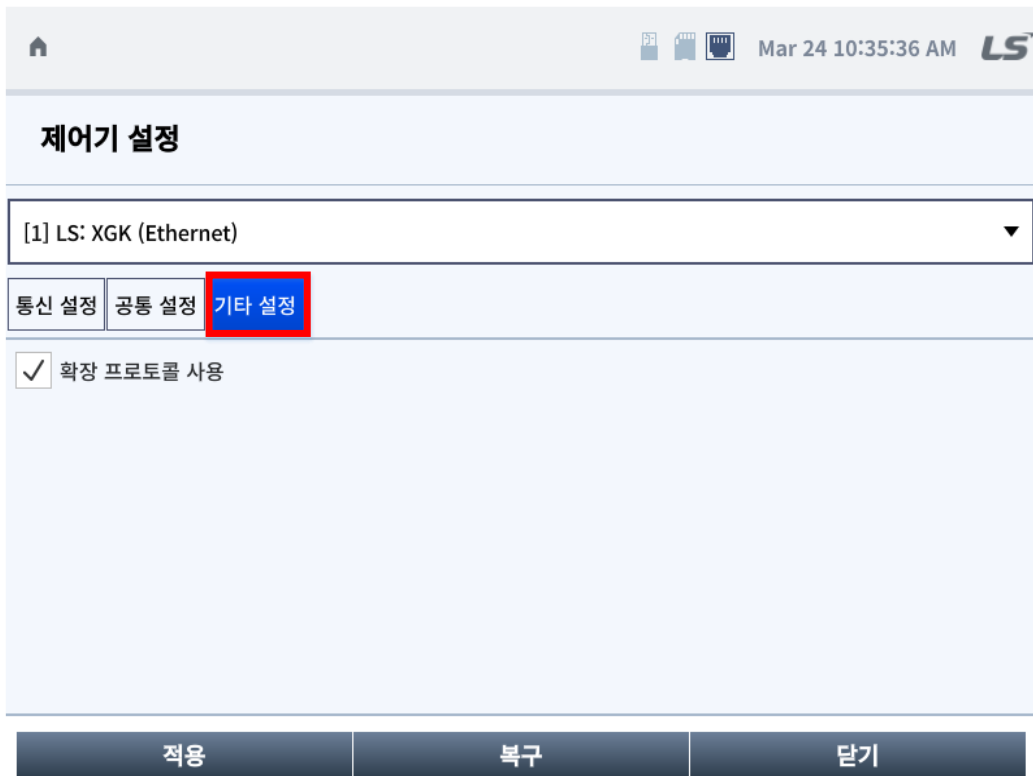 Mar 24 10:35:36 AM LS
제어기 설정
[1] LS: XGK (Ethernet)
통신 설정 공통 설정 기타 설정
확장 프로토콜 사용
적용 복구 닫기